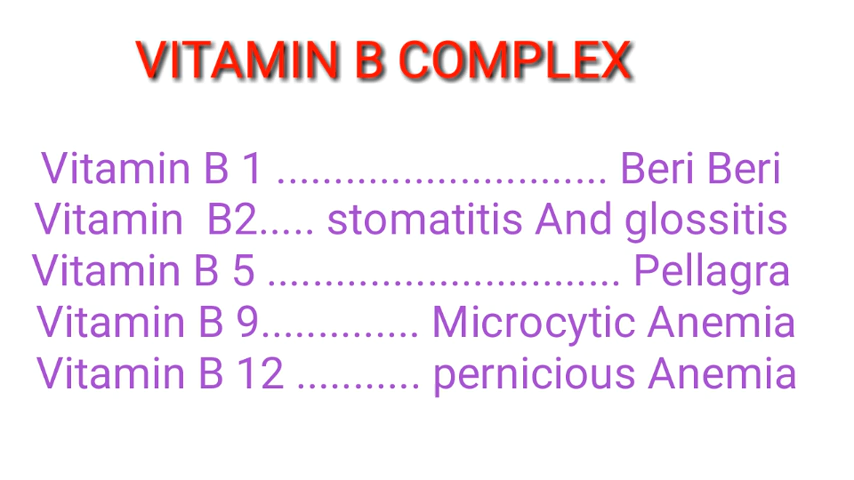 VITAMIN B COMPLEX
Vitamin B 1 ............................. Beri Beri
Vitamin B2..... stomatitis And glossitis
Vitamin B 5 ............................... Pellagra
Vitamin B 9.............. Microcytic Anemia
Vitamin B 12 ........... pernicious Anemia